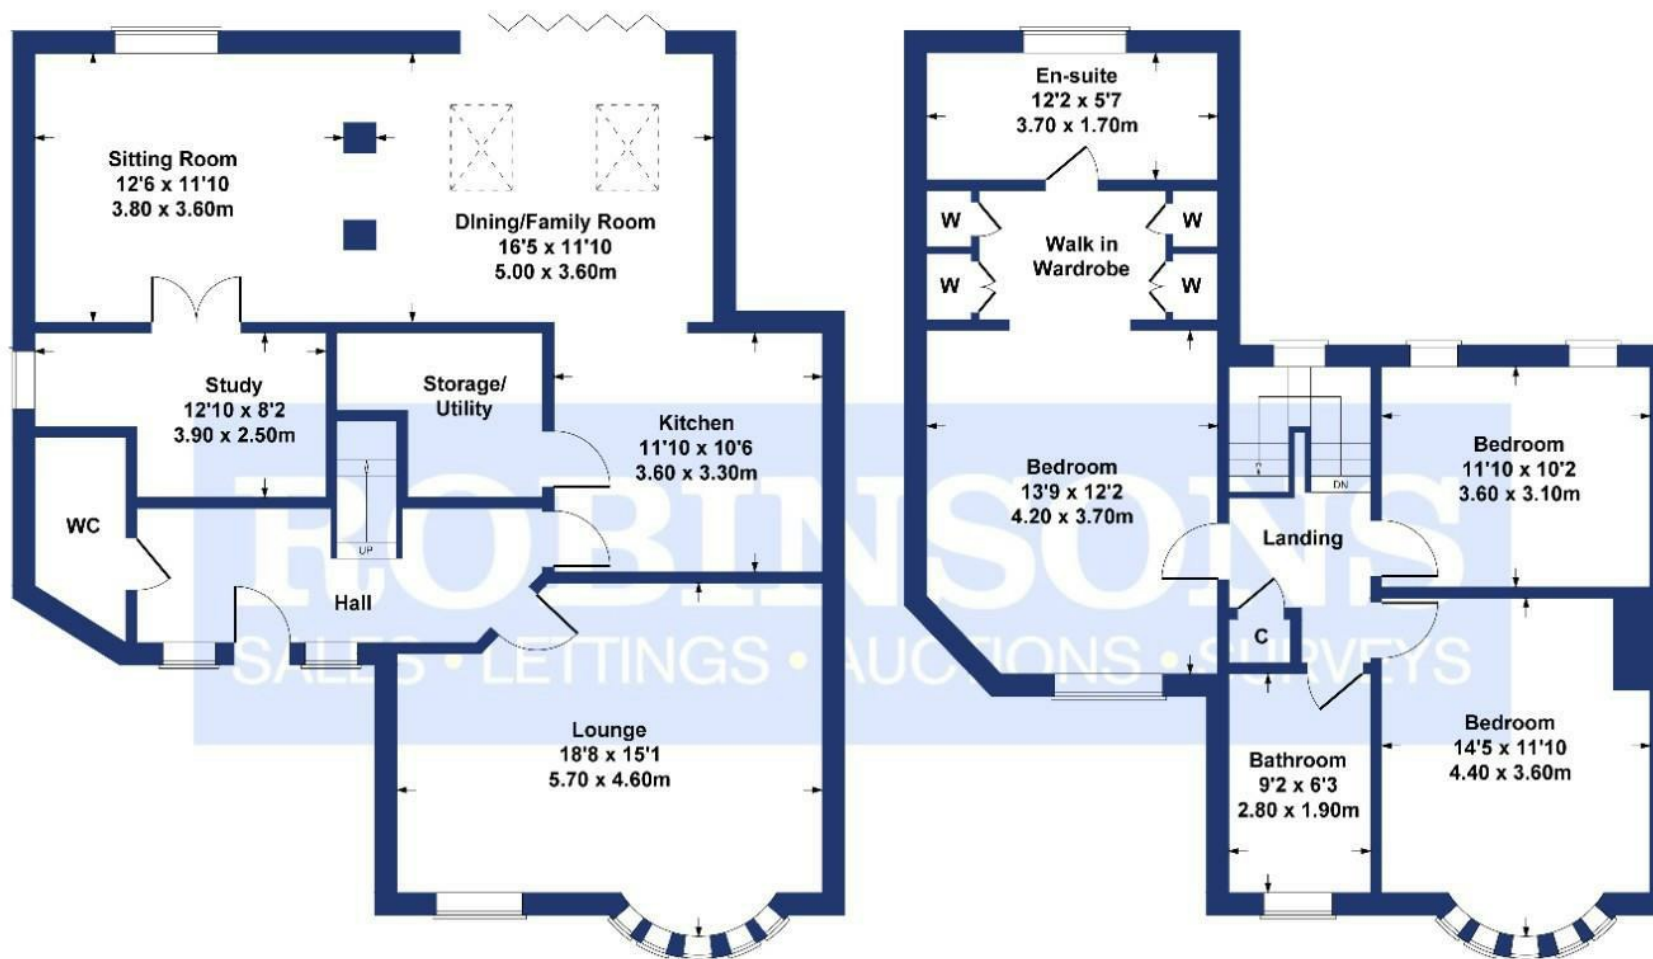 Sitting Room
12'6 x 11'10
3.80 x 3.60m
DIning/Family Room
16'5 x 11'10
5.00 x 3.60m
Study
12'10 x 8'2
3.90 x 2.50m
Storage/
Utility
Kitchen
11'10 x 10'6
3.60 x 3.30m
WC
UP
Hall
Lounge
18'8 x 15'1
5.70 x 4.60m
En-suite
12'2 x 5'7
3.70 x 1.70m
W
W
Walk in
Wardrobe
W
W
Bedroom
13'9 x 12'2
4.20 x 3.70m
DN
Landing
C
Bedroom
11'10 x 10'2
3.60 x 3.10m
Bedroom
14'5 x 11'10
4.40 x 3.60m
Bathroom
9'2 x 6'3
2.80 x 1.90m
ROBINSONS
SALES • LETTINGS • AUCTIONS • SURVEYS